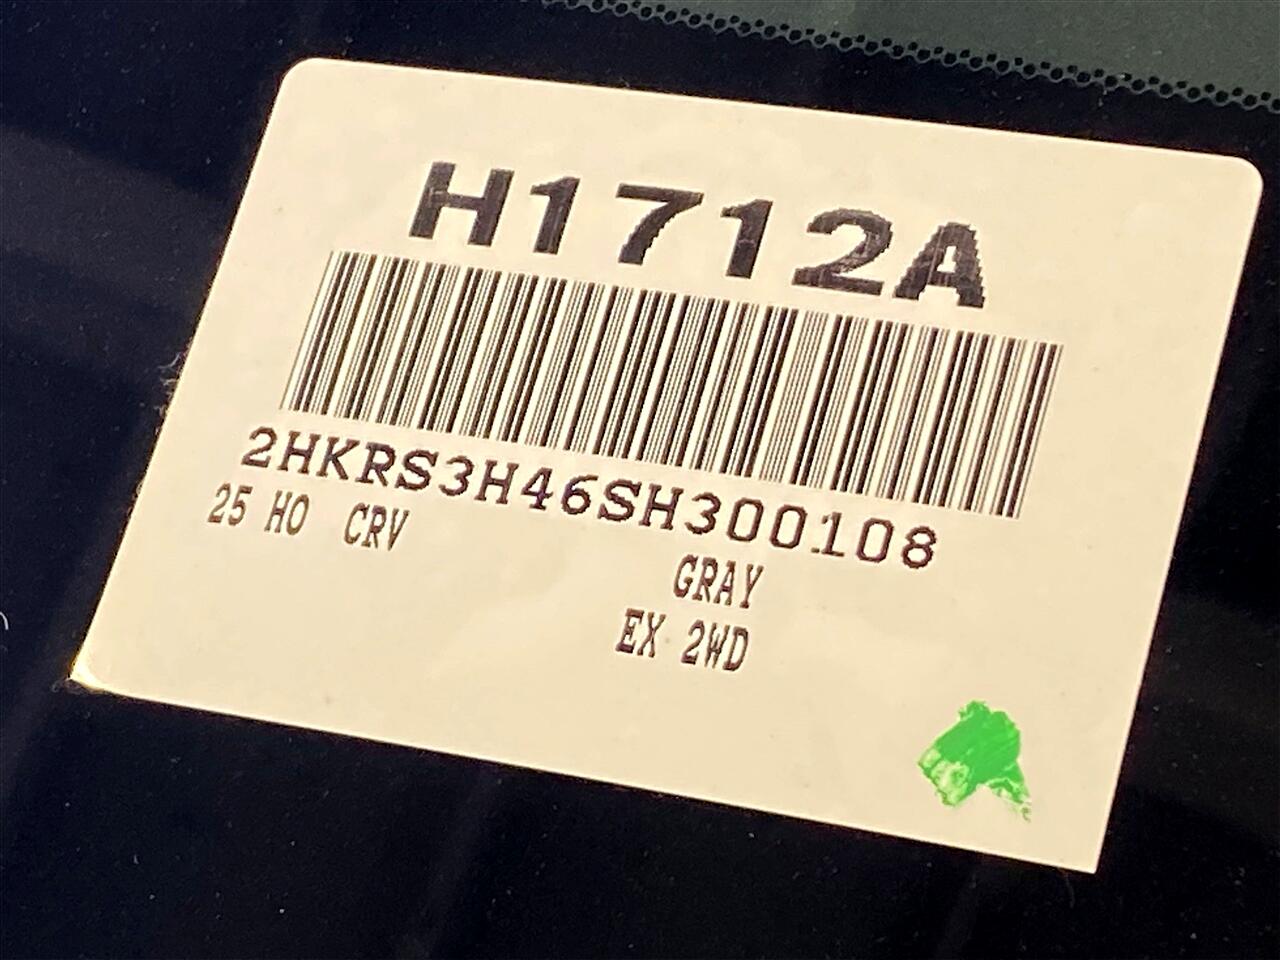 H1712A
2HKRS3H46SH300108
25 HO CRV
GRAY
EX 2WD